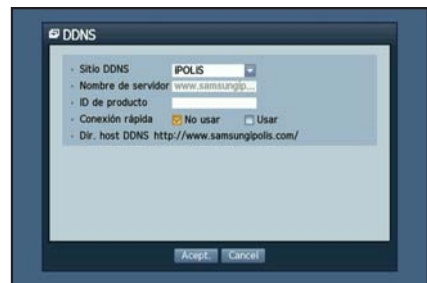 DDNS
· Sitio DDNS IPOLIS
· Nombre de servidor www.samsungip...
· ID de producto
· Conexión rápida No usar Usar
· Dir. host DDNS http://www.samsungipolis.com/
Acept. Cancel